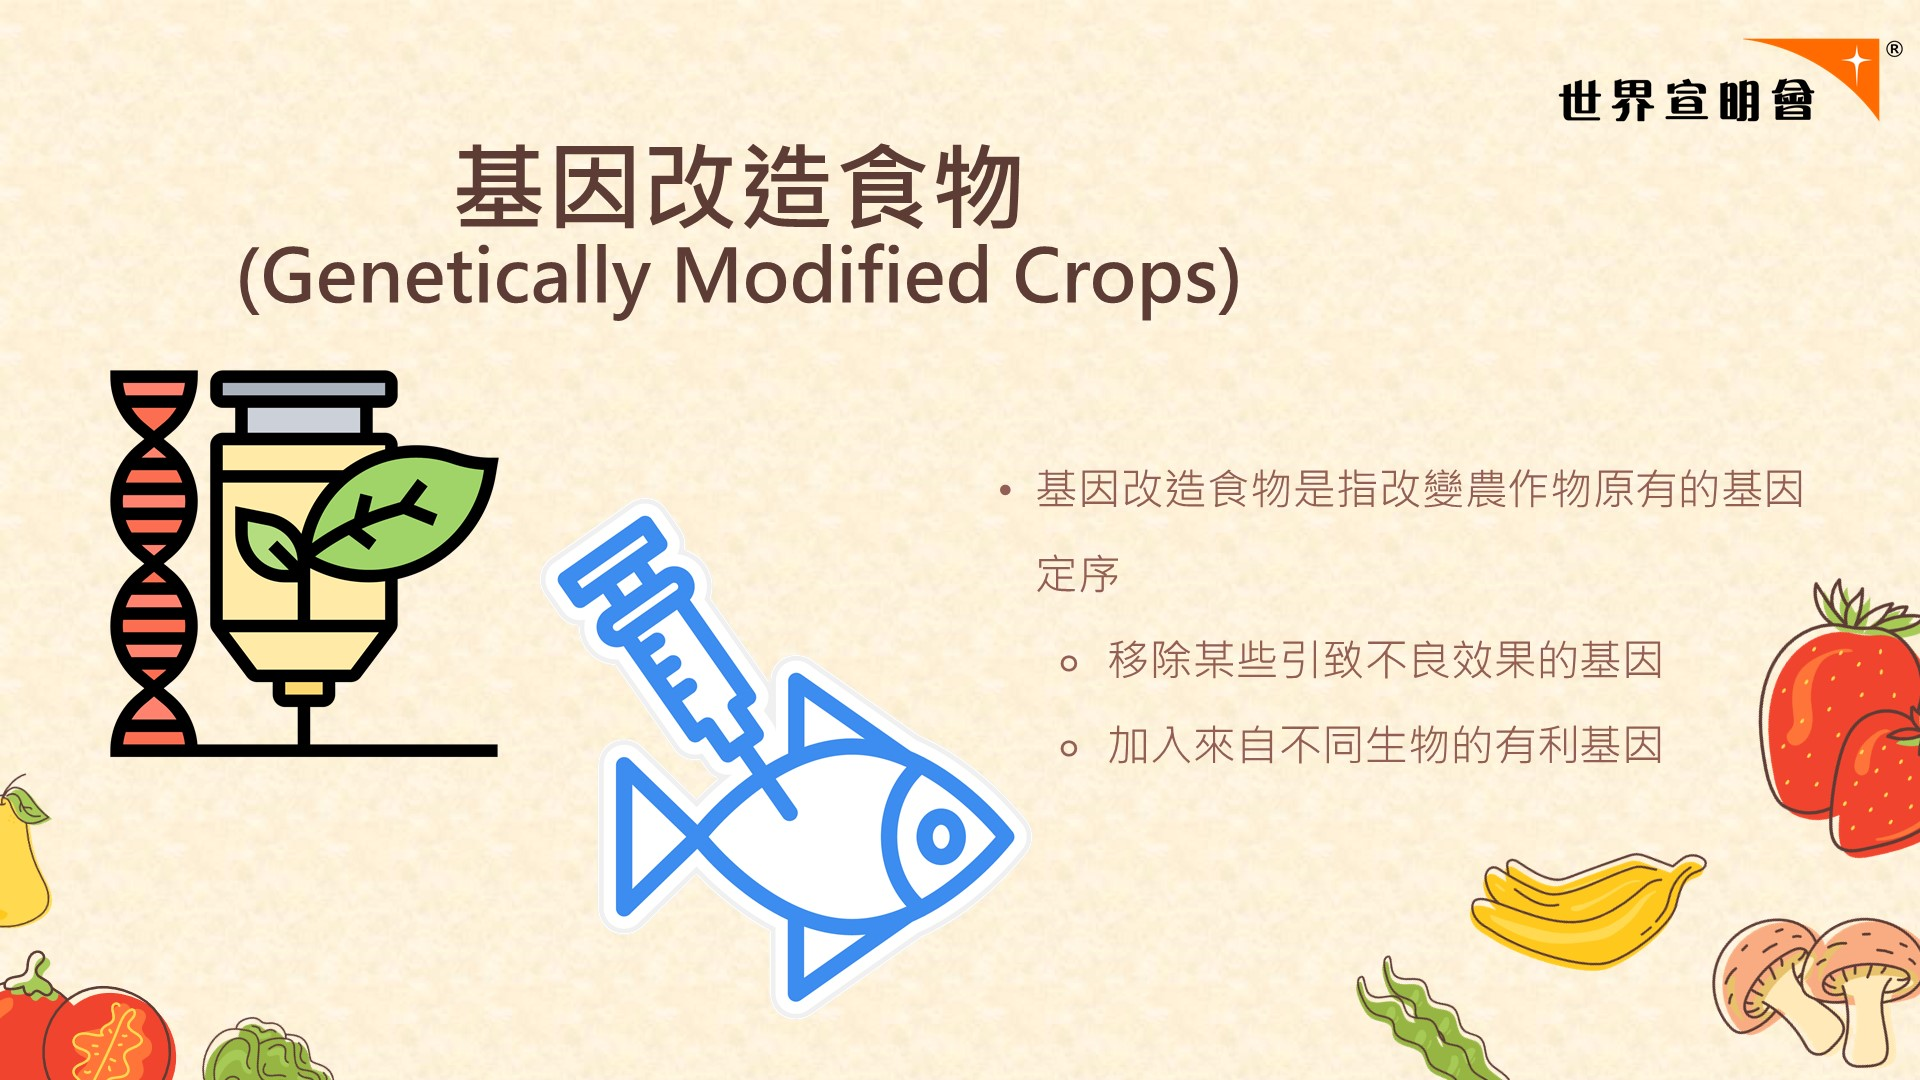 世界宣明會®
基因改造食物
(Genetically Modified Crops)
• 基因改造食物是指改變農作物原有的基因
定序
o 移除某些引致不良效果的基因
o 加入來自不同生物的有利基因